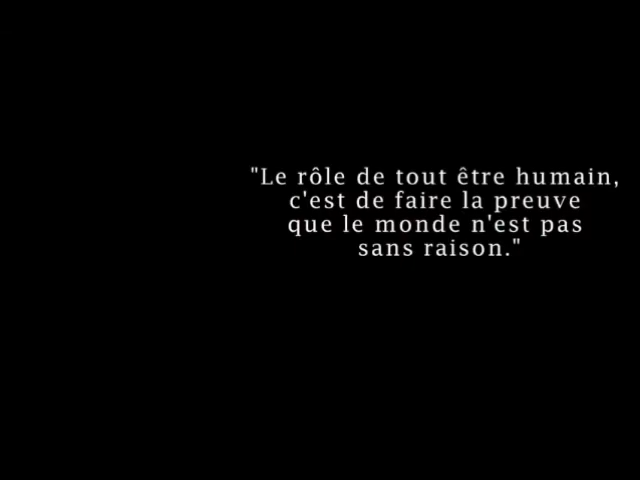 "Le rôle de tout être humain,
c'est de faire la preuve
que le monde n'est pas
sans raison."